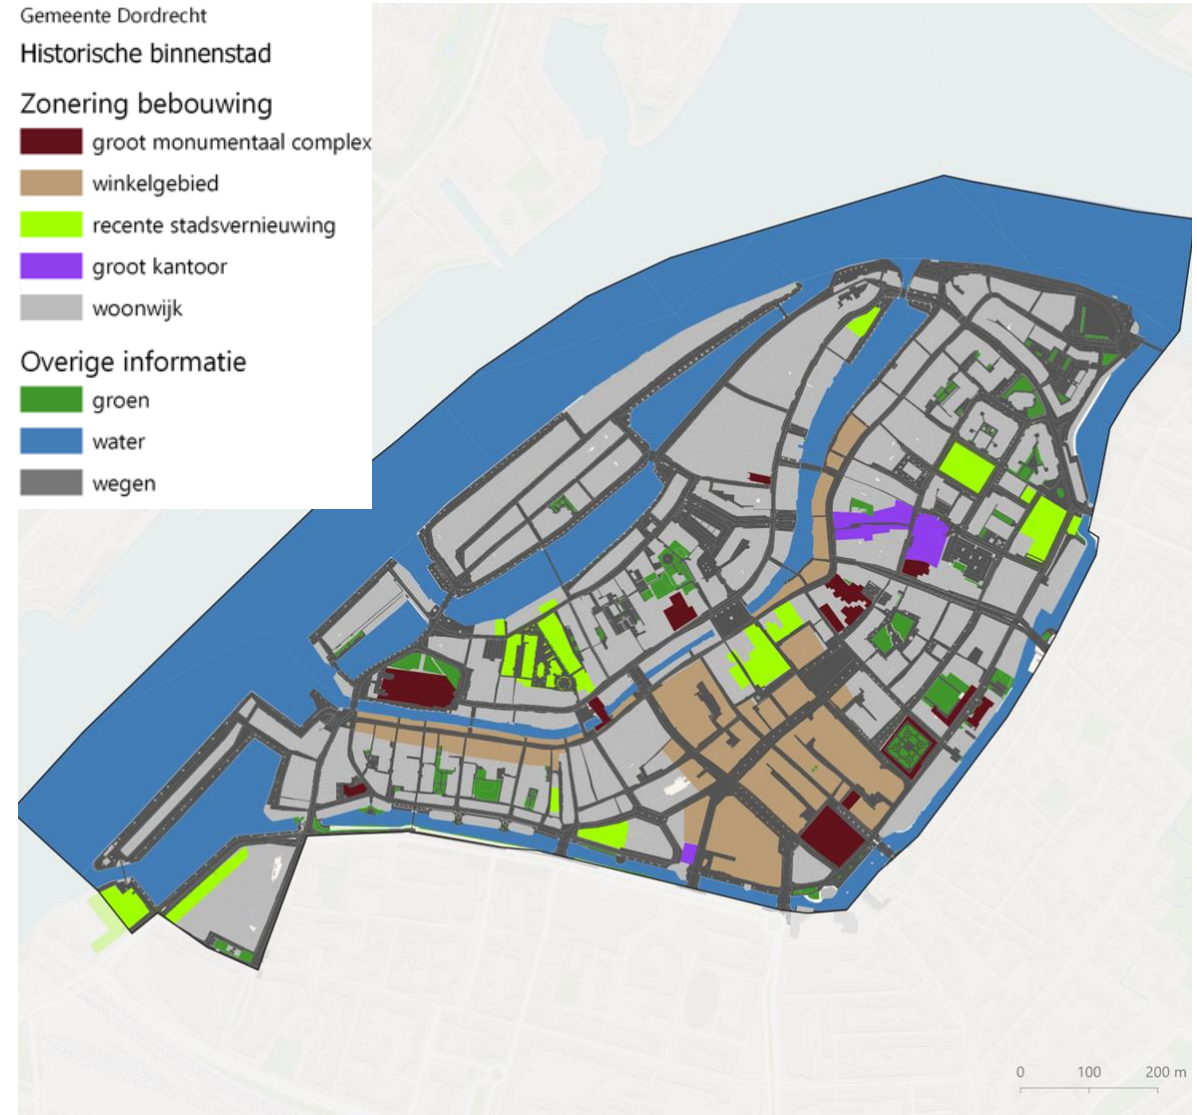 Gemeente Dordrecht
Historische binnenstad
Zonering bebouwing
groot monumentaal complex
winkelgebied
recente stadsvernieuwing
groot kantoor
woonwijk
Overige informatie
groen
water
wegen
0 100 200 m